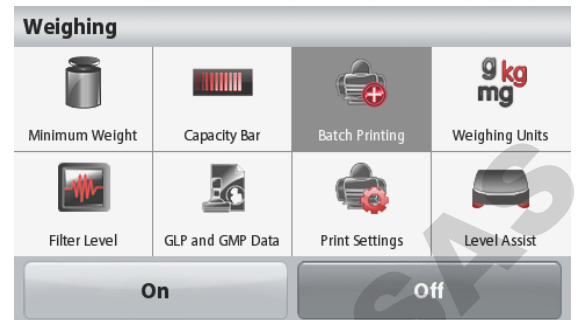 Weighing
g kg
mg
Minimum Weight
Capacity Bar
Batch Printing
Weighing Units
Filter Level
GLP and GMP Data
Print Settings
Level Assist
On
Off
SAS